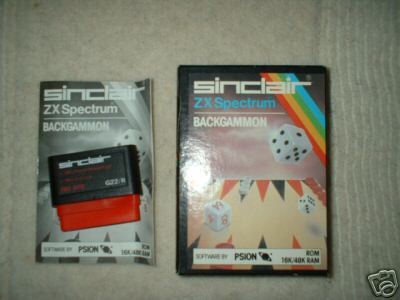 sinclair
ZX Spectrum
BACKGAMMON
sinclair
G22/R
SOFTWARE BY PSION
ROM
16K/48K RAM
sinclair
ZX Spectrum
BACKGAMMON
SOFTWARE BY PSION
ROM
16K/48K RAM